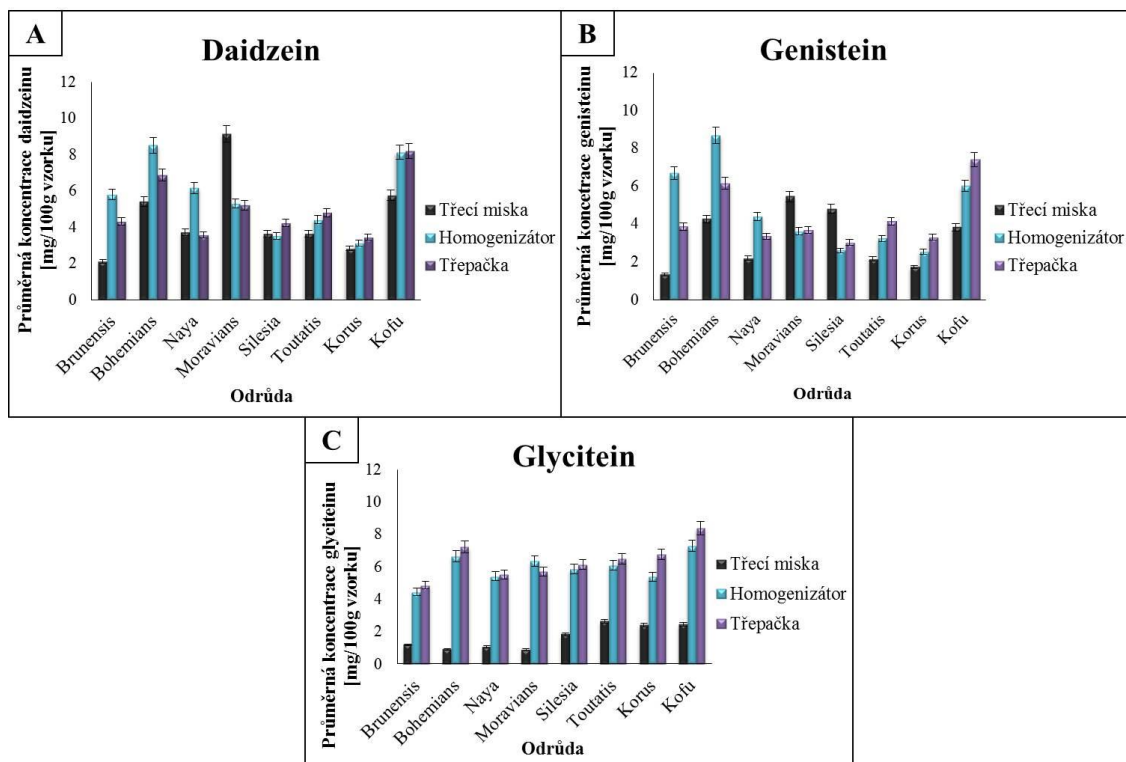 A
Daidzein
Průměrná koncentrace daidzeinu
[mg/100g vzorku]
12
10
8
6
4
2
0
Brunensis
Bohemians
Naya
Moravians
Silesia
Toutatis
Korus
Kofu
Odrůda
Třecí miska
Homogenizátor
Třepačka
B
Genistein
Průměrná koncetrace genisteinu
[mg/100g vzorku]
12
10
8
6
4
2
0
Brunensis
Bohemians
Naya
Moravians
Silesia
Toutatis
Korus
Kofu
Odrůda
Třecí miska
Homogenizátor
Třepačka
C
Glycitein
Průměrná koncentrace glyciteinu
[mg/100g vzorku]
12
10
8
6
4
2
0
Brunensis
Bohemians
Naya
Moravians
Silesia
Toutatis
Korus
Kofu
Odrůda
Třecí miska
Homogenizátor
Třepačka